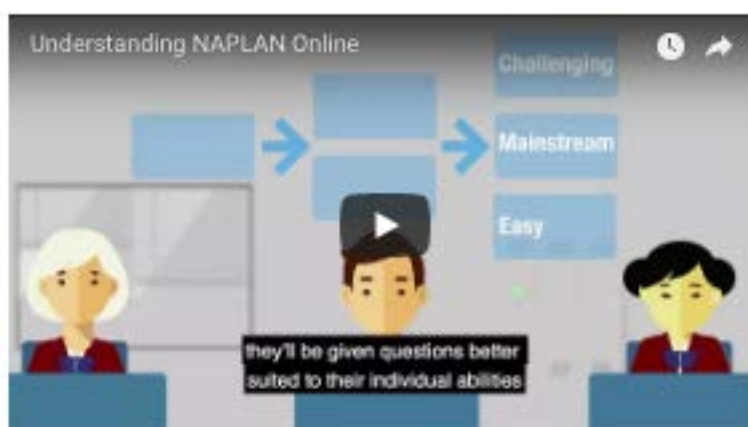 Understanding NAPLAN Online
Challenging
Mainstream
Easy
they'll be given questions better
suited to their individual abilities